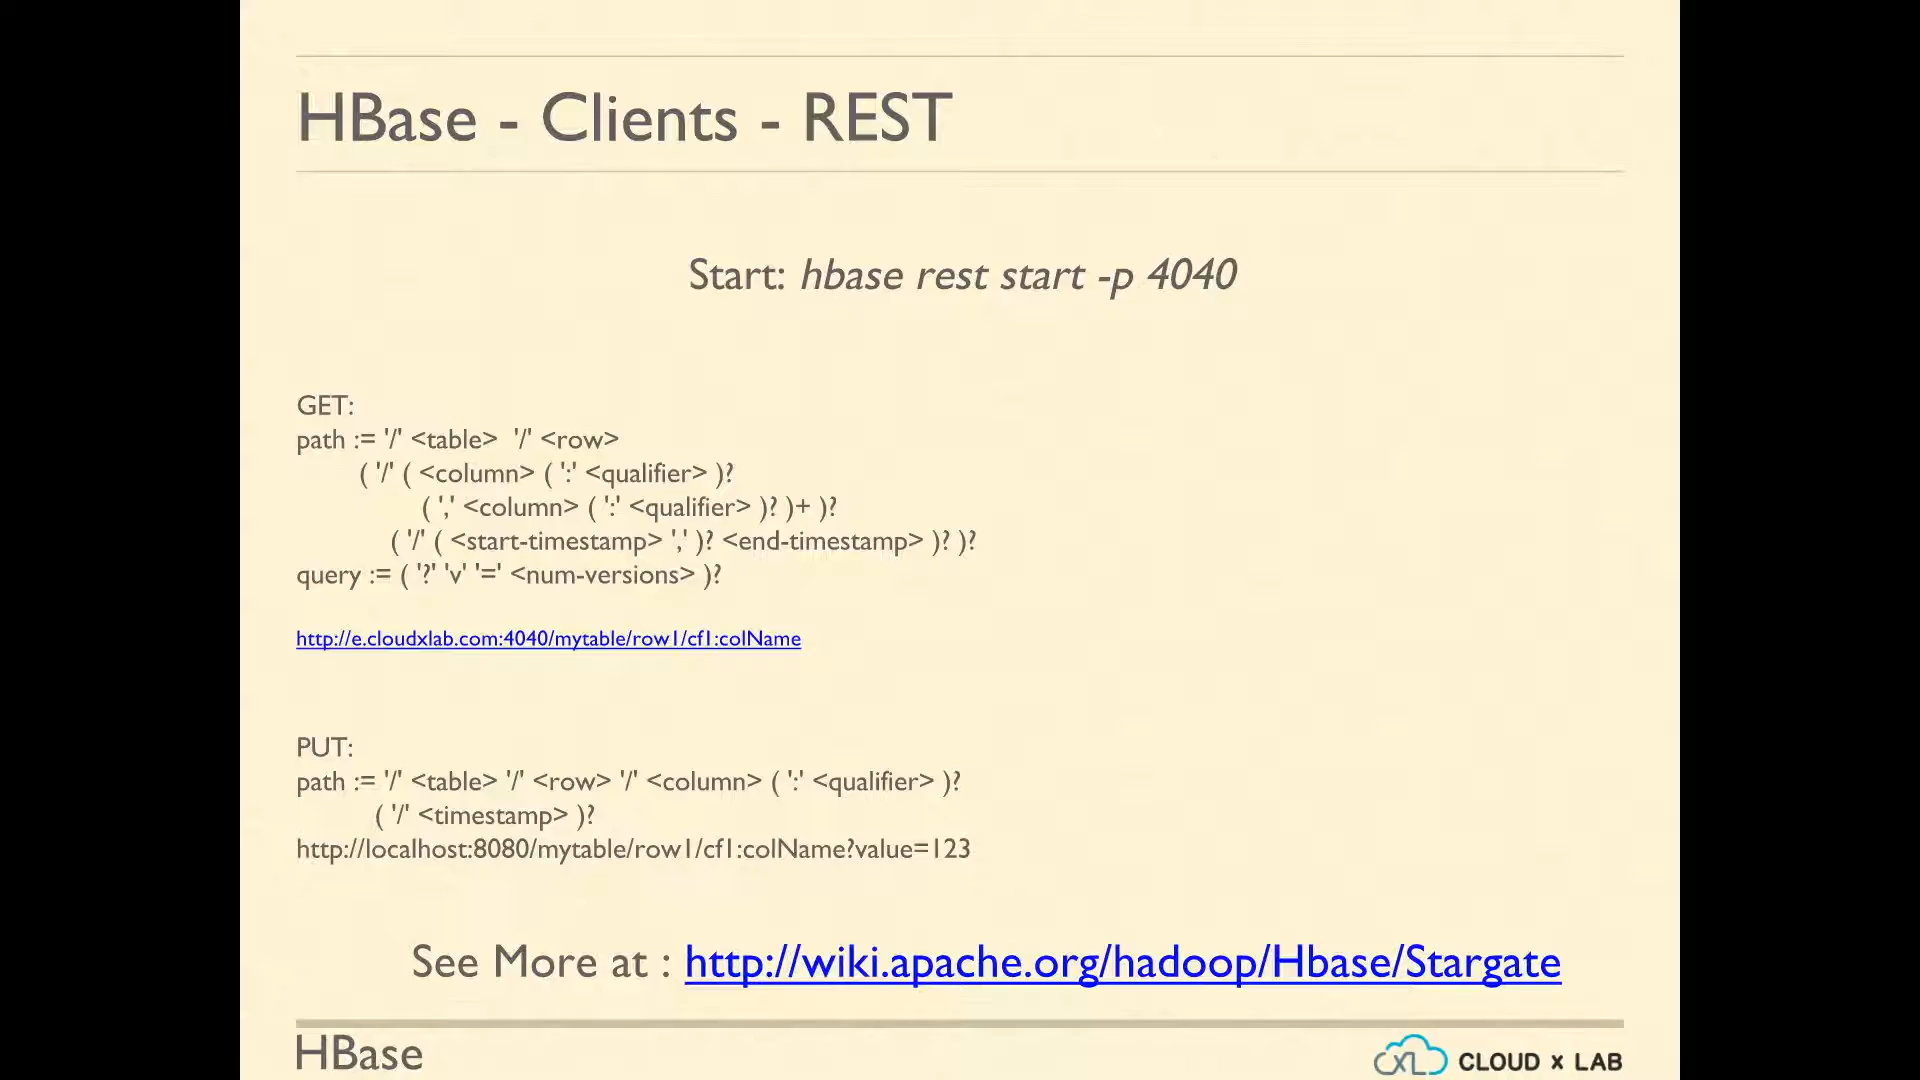 HBase - Clients - REST
Start: hbase rest start -p 4040
GET:
path := '/' <table> '/' <row>
( '/' ( <column> ( ':' <qualifier> )?
( ',' <column> ( ':' <qualifier> )? )+ )?
( '/' ( <start-timestamp> ',' )? <end-timestamp> )? )?
query := ( '?' 'v' '=' <num-versions> )?
http://e.cloudxlab.com:4040/mytable/row1/cf1:colName
PUT:
path := '/' <table> '/' <row> '/' <column> ( ':' <qualifier> )?
( '/' <timestamp> )?
http://localhost:8080/mytable/row1/cf1:colName?value=123
See More at : http://wiki.apache.org/hadoop/Hbase/Stargate
HBase
CXL CLOUD x LAB